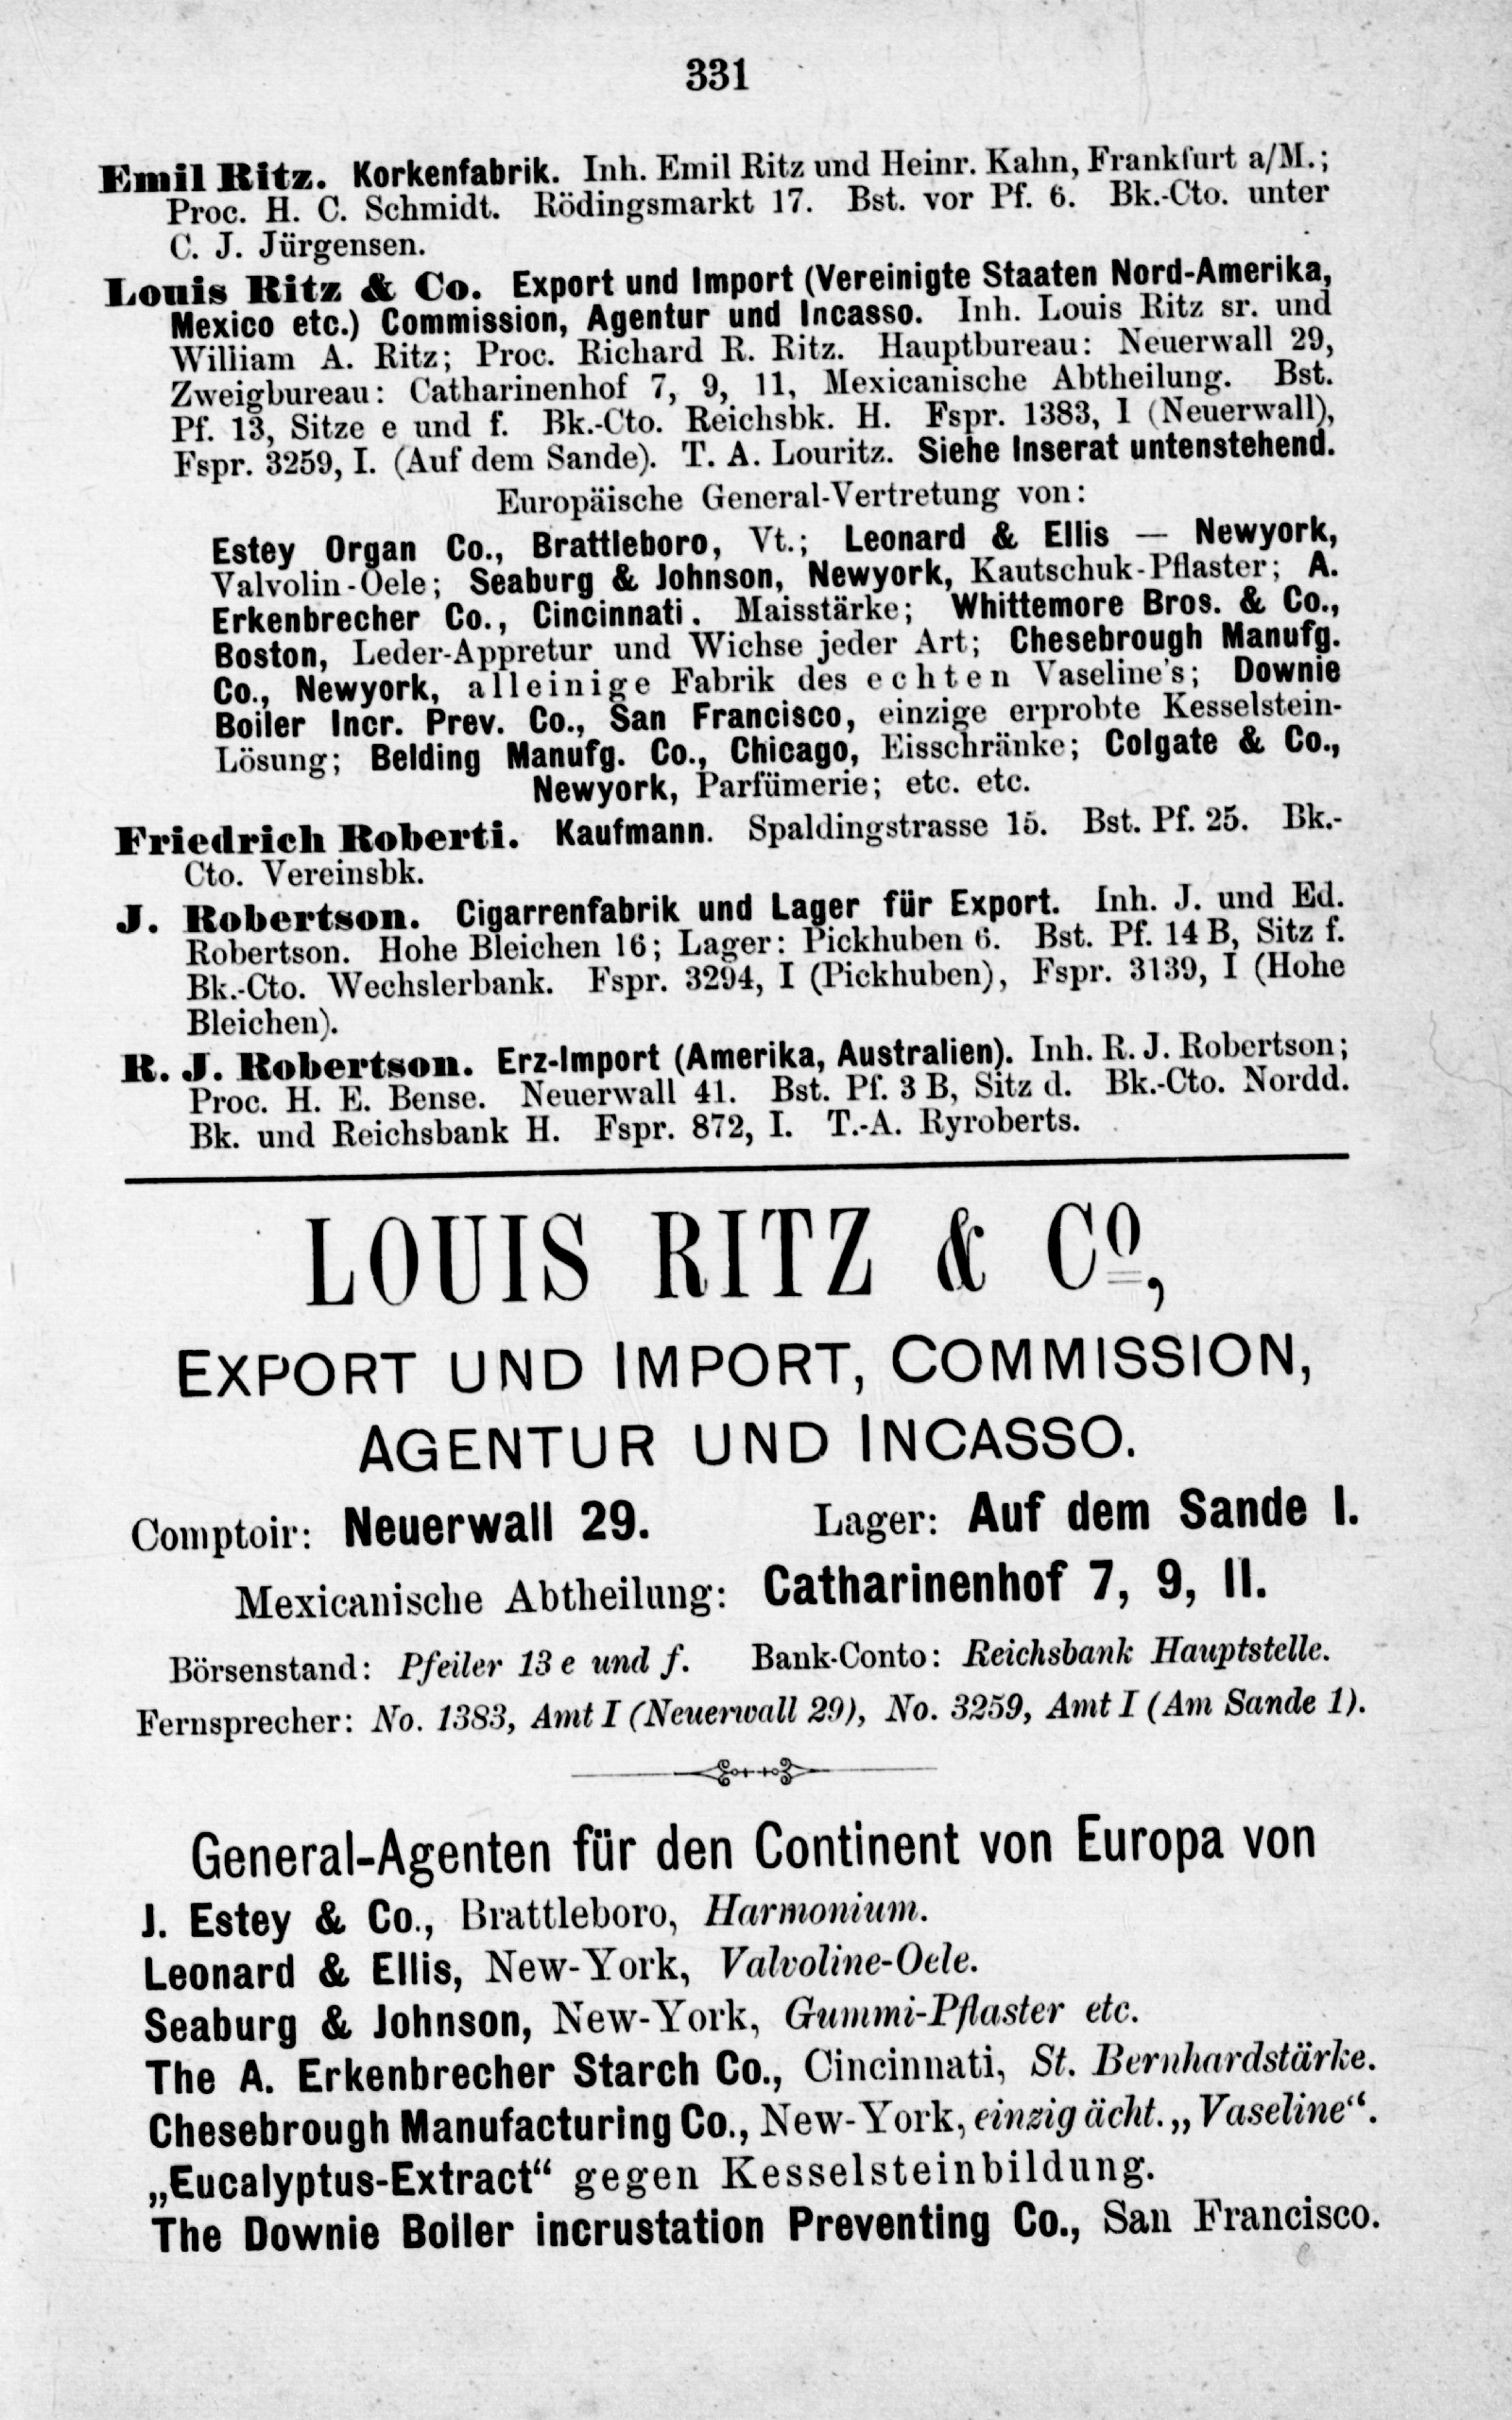 331
Emil Ritz. Korkenfabrik. Inh. Emil Ritz und Heinr. Kahn, Frankfurt a/M.;
Proc. H. C. Schmidt. Rödingsmarkt 17. Bst. vor Pf. 6. Bk.-Cto. unter
C. J. Jürgensen.
Louis Ritz & Co. Export und Import (Vereinigte Staaten Nord-Amerika,
Mexico etc.) Commission, Agentur und Incasso. Inh. Louis Ritz sr. und
William A. Ritz; Proc. Richard R. Ritz. Hauptbureau: Neuerwall 29,
Zweigbureau: Catharinenhof 7, 9, 11, Mexicanische Abtheilung. Bst.
Pf. 13, Sitze e und f. Bk.-Cto. Reichsbk. H. Fspr. 1383, I (Neuerwall),
Fspr. 3259, I. (Auf dem Sande). T. A. Louritz. Siehe Inserat untenstehend.
Europäische General-Vertretung von:
Estey Organ Co., Brattleboro, Vt.; Leonard & Ellis — Newyork,
Valvolin-Oele; Seaburg & Johnson, Newyork, Kautschuk-Pflaster; A.
Erkenbrecher Co., Cincinnati. Maisstärke; Whittemore Bros. & Co.,
Boston, Leder-Appretur und Wichse jeder Art; Chesebrough Manufg.
Co., Newyork, alleinige Fabrik des echten Vaseline's; Downie
Boiler Incr. Prev. Co., San Francisco, einzige erprobte Kesselstein-
Lösung; Belding Manufg. Co., Chicago, Eisschränke; Colgate & Co.,
Newyork, Parfümerie; etc. etc.
Friedrich Roberti. Kaufmann. Spaldingstrasse 15. Bst. Pf. 25. Bk.-
Cto. Vereinsbk.
J. Robertson. Cigarrenfabrik und Lager für Export. Inh. J. und Ed.
Robertson. Hohe Bleichen 16; Lager: Pickhuben 6. Bst. Pf. 14 B, Sitz f.
Bk.-Cto. Wechslerbank. Fspr. 3294, I (Pickhuben), Fspr. 3139, I (Hohe
Bleichen).
R. J. Robertson. Erz-Import (Amerika, Australien). Inh. R. J. Robertson;
Proc. H. E. Bense. Neuerwall 41. Bst. Pf. 3 B, Sitz d. Bk.-Cto. Nordd.
Bk. und Reichsbank H. Fspr. 872, I. T.-A. Ryroberts.
LOUIS RITZ & Cº,
EXPORT UND IMPORT, COMMISSION,
AGENTUR UND INCASSO.
Comptoir: Neuerwall 29. Lager: Auf dem Sande I.
Mexicanische Abtheilung: Catharinenhof 7, 9, II.
Börsenstand: Pfeiler 13 e und f. Bank-Conto: Reichsbank Hauptstelle.
Fernsprecher: No. 1383, Amt I (Neuerwall 29), No. 3259, Amt I (Am Sande 1).
General-Agenten für den Continent von Europa von
J. Estey & Co., Brattleboro, Harmonium.
Leonard & Ellis, New-York, Valvoline-Oele.
Seaburg & Johnson, New-York, Gummi-Pflaster etc.
The A. Erkenbrecher Starch Co., Cincinnati, St. Bernhardstärke.
Chesebrough Manufacturing Co., New-York, einzig ächt. „Vaseline“.
„Eucalyptus-Extract“ gegen Kesselsteinbildung.
The Downie Boiler incrustation Preventing Co., San Francisco.